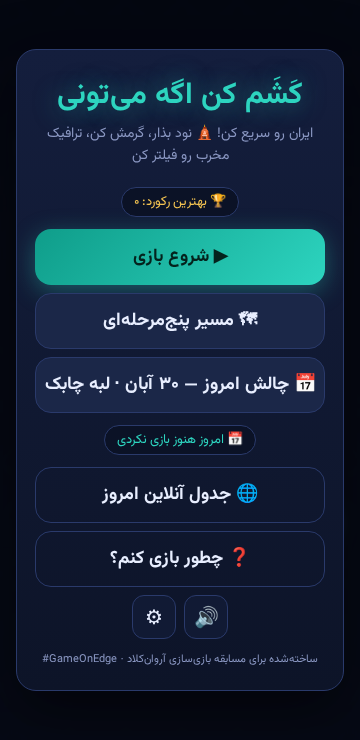 کَشَم کن اگه می‌تونی
ایران رو سریع کن! 🛕 نود بذار، گرمش کن، ترافیک
مخرب رو فیلتر کن
🏆 بهترین رکورد: ۰
▶ شروع بازی
🗺 مسیر پنج‌مرحله‌ای
📅 چالش امروز — ۳۰ آبان · لبه چابک
📅 امروز هنوز بازی نکردی
🌐 جدول آنلاین امروز
❓ چطور بازی کنم؟
ساخته‌شده برای مسابقه بازی‌سازی آروان‌کلاد · #GameOnEdge